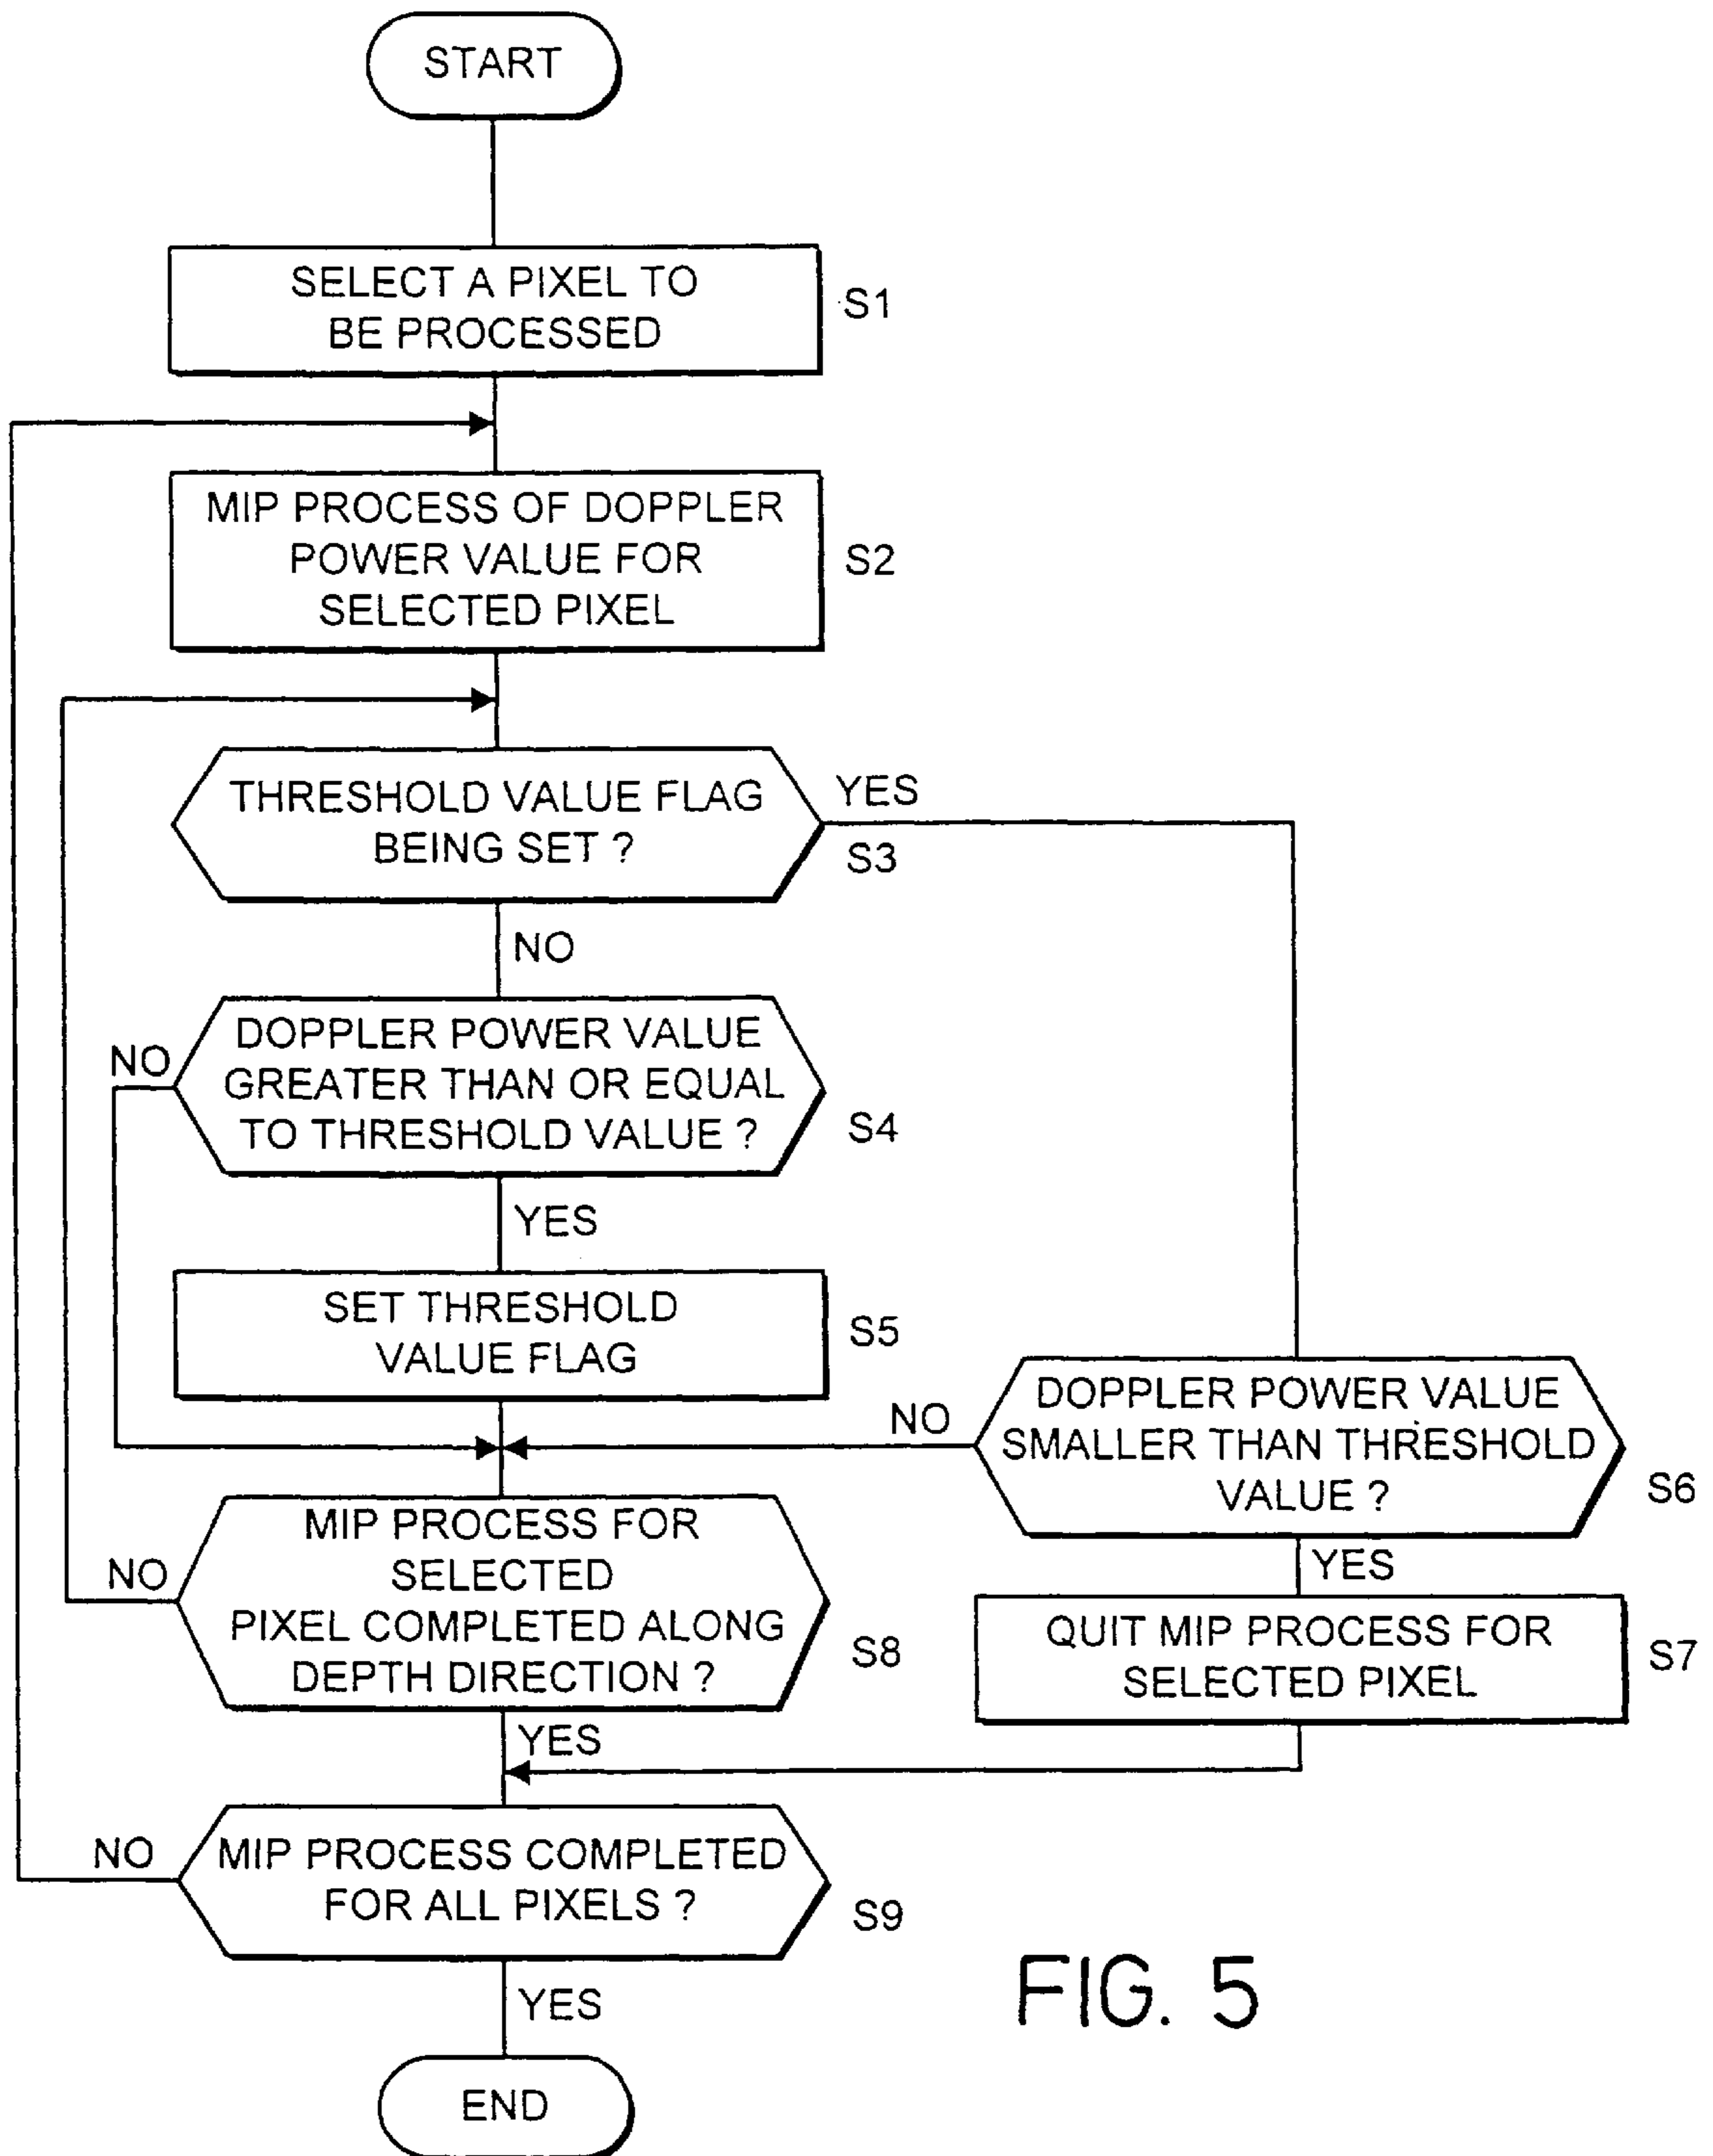 START
SELECT A PIXEL TO
BE PROCESSED
S1
MIP PROCESS OF DOPPLER
POWER VALUE FOR
SELECTED PIXEL
S2
THRESHOLD VALUE FLAG
BEING SET ?
YES
S3
NO
DOPPLER POWER VALUE
GREATER THAN OR EQUAL
TO THRESHOLD VALUE ?
NO
S4
YES
SET THRESHOLD
VALUE FLAG
S5
DOPPLER POWER VALUE
SMALLER THAN THRESHOLD
VALUE ?
NO
S6
YES
QUIT MIP PROCESS FOR
SELECTED PIXEL
S7
MIP PROCESS FOR
SELECTED
PIXEL COMPLETED ALONG
DEPTH DIRECTION ?
NO
S8
YES
MIP PROCESS COMPLETED
FOR ALL PIXELS ?
NO
S9
YES
END
FIG. 5